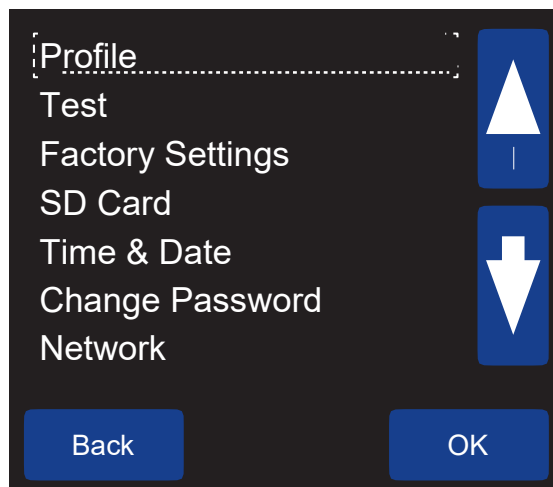 Profile
Test
Factory Settings
SD Card
Time & Date
Change Password
Network
Back
OK